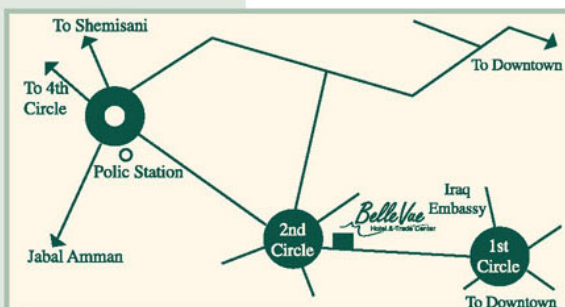 To Shemisani
To 4th
Circle
To Downtown
Polic Station
Jabal Amman
2nd
Circle
BelleVue
Hotel & Trade Center
Iraq
Embassy
1st
Circle
To Downtown